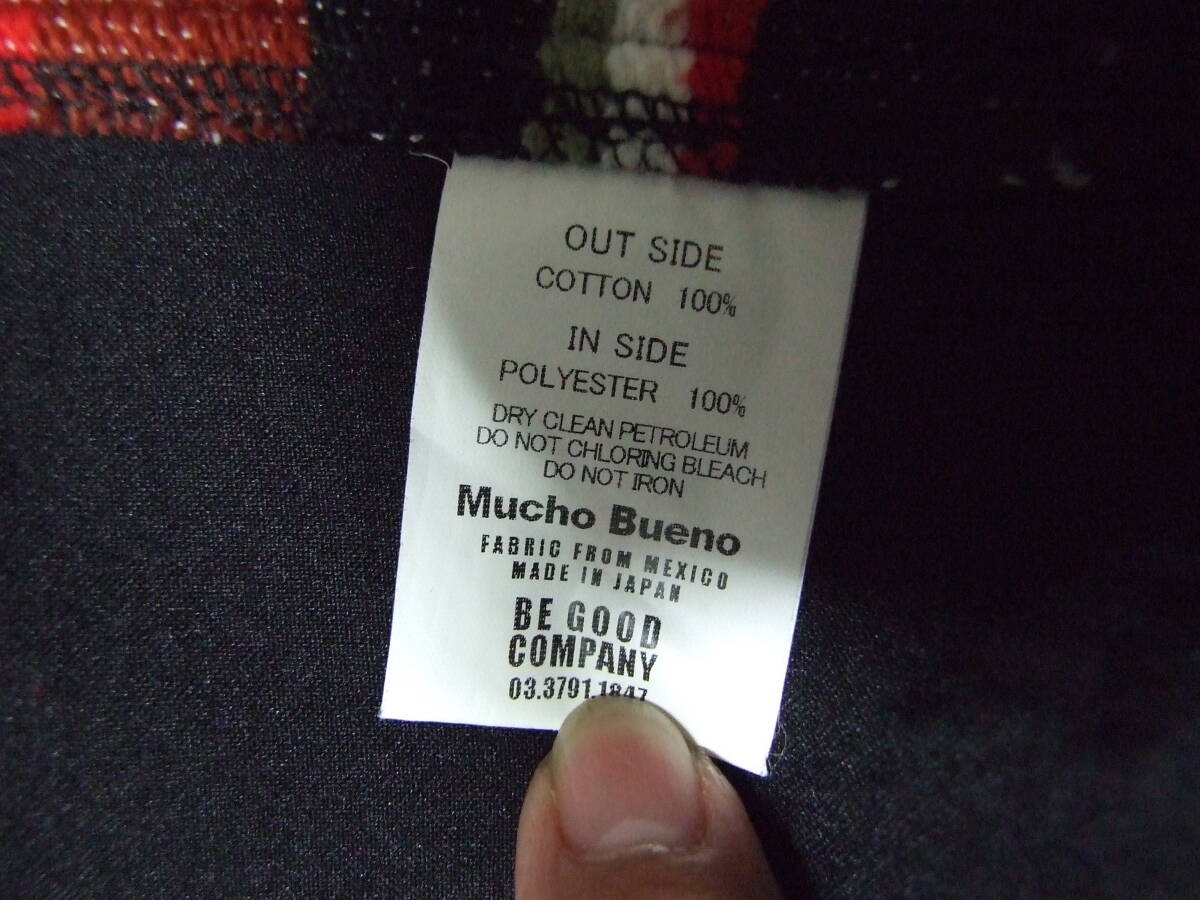 OUT SIDE
COTTON 100%
IN SIDE
POLYESTER 100%
DRY CLEAN PETROLEUM
DO NOT CHLORING BLEACH
DO NOT IRON
Mucho Bueno
FABRIC FROM MEXICO
MADE IN JAPAN
BE GOOD
COMPANY
03.3791.1847